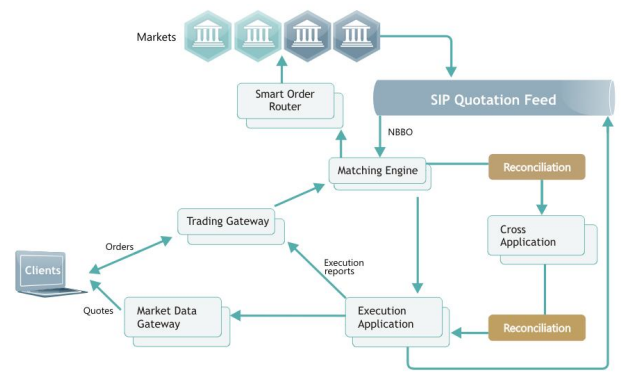 Markets
Smart Order
Router
SIP Quotation Feed
NBBO
Matching Engine
Reconciliation
Trading Gateway
Cross
Application
Orders
Clients
Execution
reports
Quotes
Market Data
Gateway
Execution
Application
Reconciliation